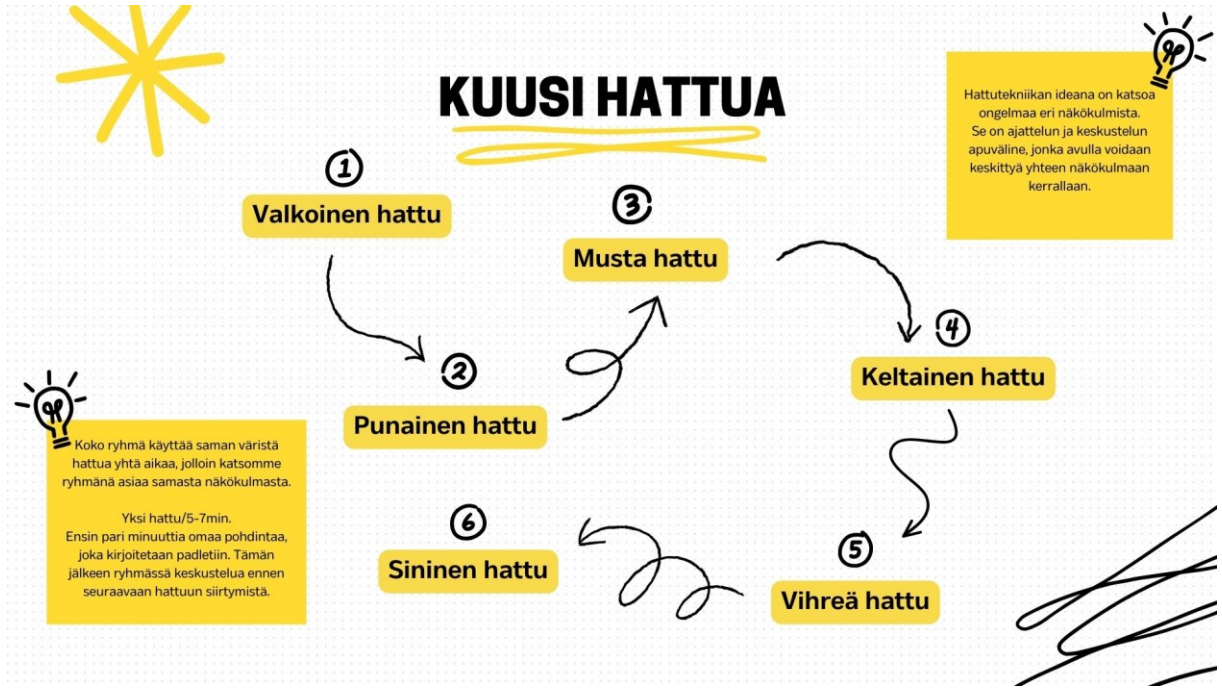 KUUSI HATTUA
Hattutekniikan ideana on katsoa
ongelmaa eri näkökulmista.
Se on ajattelun ja keskustelun
apuväline, jonka avulla voidaan
keskittyä yhteen näkökulmaan
kerrallaan.
1
Valkoinen hattu
2
Punainen hattu
3
Musta hattu
4
Keltainen hattu
5
Vihreä hattu
6
Sininen hattu
Koko ryhmä käyttää saman väristä
hattua yhtä aikaa, jolloin katsomme
ryhmänä asiaa samasta näkökulmasta.
Yksi hattu/5-7min.
Ensin pari minuuttia omaa pohdintaa,
joka kirjoitetaan padletiin. Tämän
jälkeen ryhmässä keskustelua ennen
seuraavaan hattuun siirtymistä.